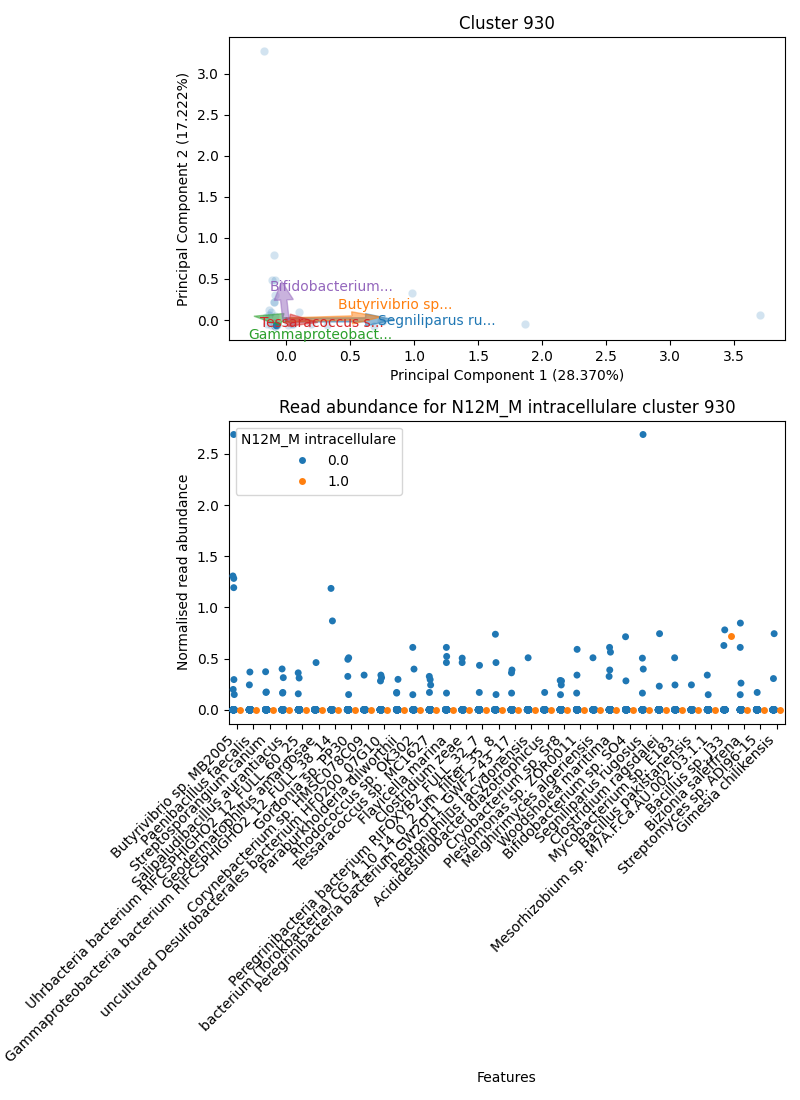 Cluster 930
Principal Component 2 (17.222%)
3.0
2.5
2.0
1.5
1.0
0.5
0.0
Bifidobacterium...
Butyrivibrio sp...
Segniliparus ru...
Tessaracoccus s...
Gammaproteobact...
0.0 0.5 1.0 1.5 2.0 2.5 3.0 3.5
Principal Component 1 (28.370%)
Read abundance for N12M_M intracellulare cluster 930
Normalised read abundance
2.5
2.0
1.5
1.0
0.5
0.0
N12M_M intracellulare
0.0
1.0
Butyrivibrio sp. MB2005
Paenibacillus faecalis
Streptosporangium canum
Salipaludibacillus aurantiacus
Uhrbacteria bacterium RIFCSPHIGHO2_12_FULL_60_25
Geodermatophilus amargosae
Gammaproteobacteria bacterium RIFCSPHIGHO2_12_FULL_38_14
Gordonia sp. PP30
Corynebacterium sp. HMSC078C09
uncultured Desulfobacterales bacterium HF0200_07G10
Paraburkholderia dilworthii
Rhodococcus sp. OK302
Tessaracoccus sp. MC1627
Flavicella marina
Clostridium zeae
Peregrinibacteria bacterium RIFOXYB2_FULL_32_7
bacterium (Torokbacteria) CG_4_10_14_0_2_um_filter_35_8
Peregrinibacteria bacterium GW2011_GWF2_43_17
Peptoniphilus lacydonensis
Acididesulfobacter diazotrophicus
Cryobacterium sp. Sr8
Plesiomonas sp. ZOR0011
Melghirimyces algeriensis
Woodsholea maritima
Bifidobacterium sp. SO4
Segniliparus rugosus
Clostridium ragsdalei
Mycobacterium sp. E183
Bacillus pakistanensis
Mesorhizobium sp. M7A.F.Ca.AU.002.03.1.1
Bacillus sp. J33
Bizionia saleffrena
Streptomyces sp. ADI96-15
Gimesia chilikensis
Features